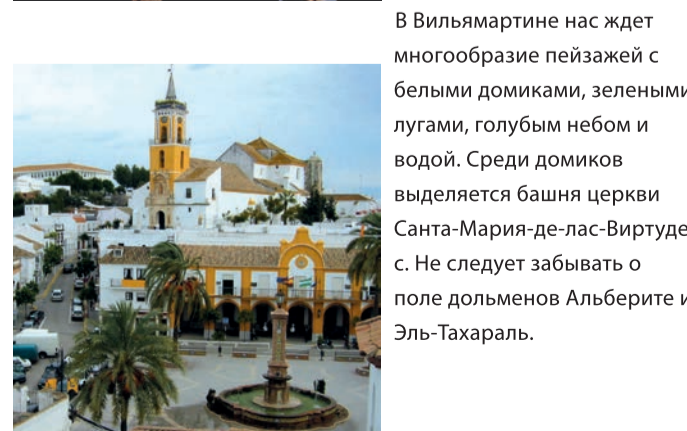 В Вильямартине нас ждет
многообразие пейзажей с
белыми домиками, зелеными
лугами, голубым небом и
водой. Среди домиков
выделяется башня церкви
Санта-Мария-де-лас-Виртуде
с. Не следует забывать о
поле дольменов Альберите и
Эль-Тахараль.